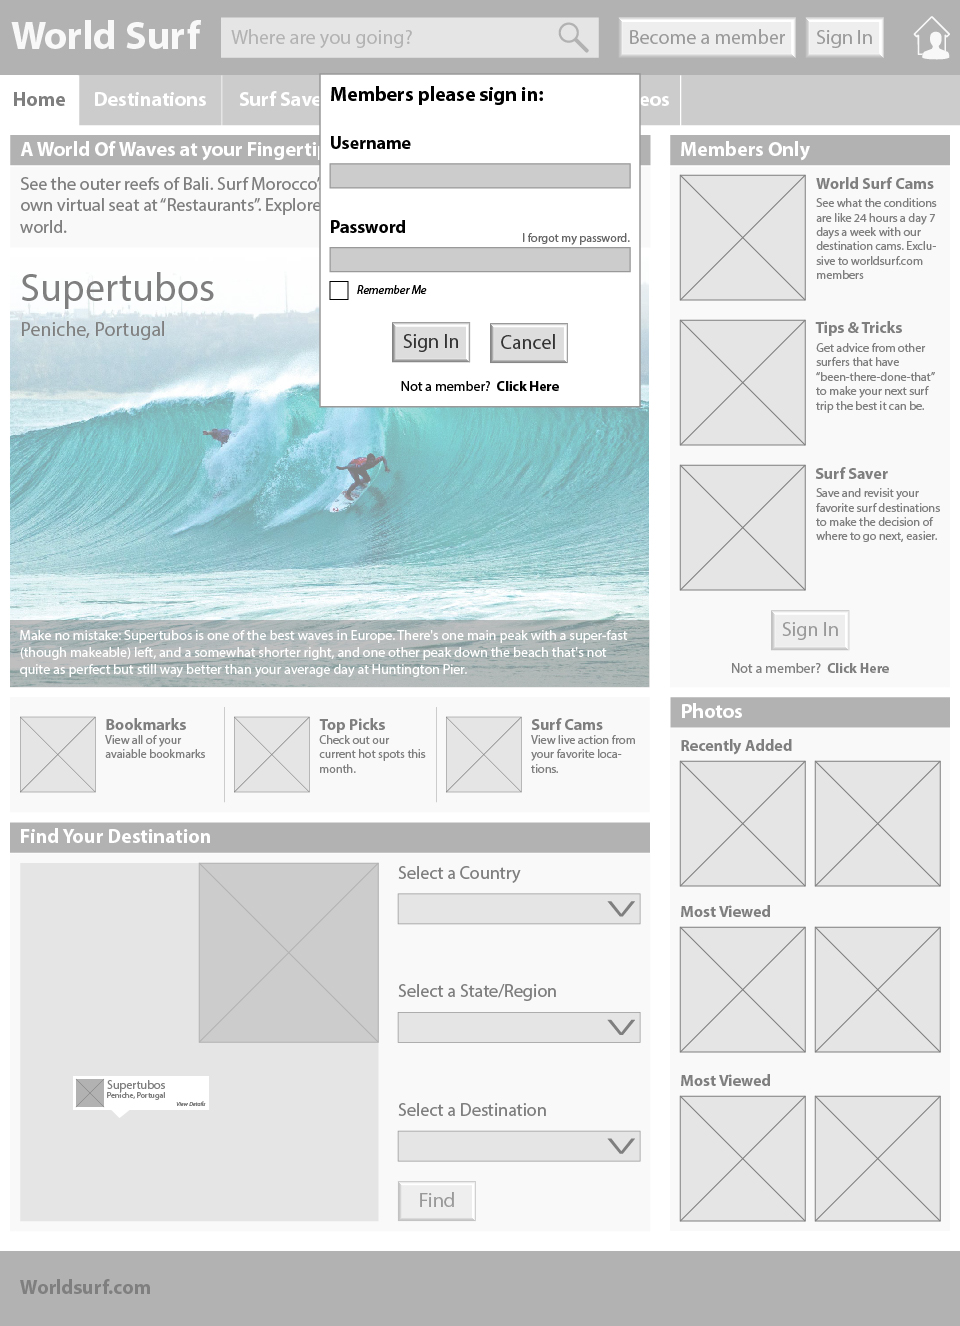 World Surf
Where are you going?
Become a member
Sign In
Home
Destinations
Surf Save
eos
Members please sign in:
Username
Password
I forgot my password.
Remember Me
Sign In
Cancel
Not a member? Click Here
A World Of Waves at your Fingerti
See the outer reefs of Bali. Surf Morocco’
own virtual seat at “Restaurants”. Explore
world.
Supertubos
Peniche, Portugal
Make no mistake: Supertubos is one of the best waves in Europe. There's one main peak with a super-fast
(though makeable) left, and a somewhat shorter right, and one other peak down the beach that's not
quite as perfect but still way better than your average day at Huntington Pier.
Members Only
World Surf Cams
See what the conditions
are like 24 hours a day 7
days a week with our
destination cams. Exclu-
sive to worldsurf.com
members
Tips & Tricks
Get advice from other
surfers that have
“been-there-done-that”
to make your next surf
trip the best it can be.
Surf Saver
Save and revisit your
favorite surf destinations
to make the decision of
where to go next, easier.
Sign In
Not a member? Click Here
Bookmarks
View all of your
avaiable bookmarks
Top Picks
Check out our
current hot spots this
month.
Surf Cams
View live action from
your favorite loca-
tions.
Photos
Recently Added
Most Viewed
Most Viewed
Find Your Destination
Supertubos
Peniche, Portugal
View Details
Select a Country
Select a State/Region
Select a Destination
Find
Worldsurf.com